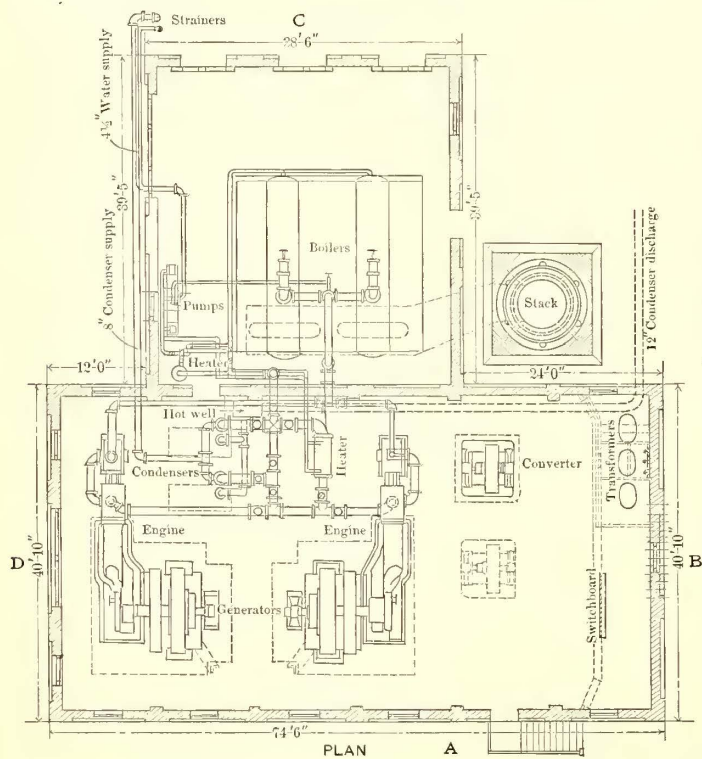 Strainers
C
28'6"
4½" Water supply
39'5"
39'5"
8" Condenser supply
Boilers
Pumps
Stack
12" Condenser discharge
Heater
12'0"
24'0"
Hot well
Condensers
Heater
Converter
Transformers
Engine
Engine
D
40'10"
40'10"
B
Generators
Switchboard
74'6"
PLAN
A